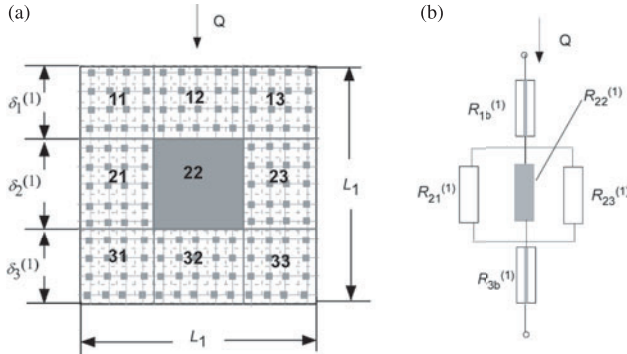 (a)
Q
δ₁⁽¹⁾
11 12 13
δ₂⁽¹⁾
21 22 23
L₁
δ₃⁽¹⁾
31 32 33
L₁
(b)
Q
R₁b⁽¹⁾
R₂₂⁽¹⁾
R₂₁⁽¹⁾
R₂₃⁽¹⁾
R₃b⁽¹⁾